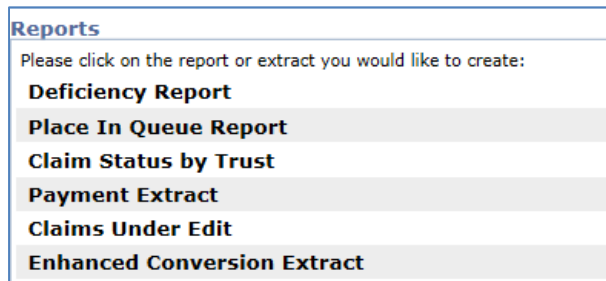 Reports
Please click on the report or extract you would like to create:
Deficiency Report
Place In Queue Report
Claim Status by Trust
Payment Extract
Claims Under Edit
Enhanced Conversion Extract